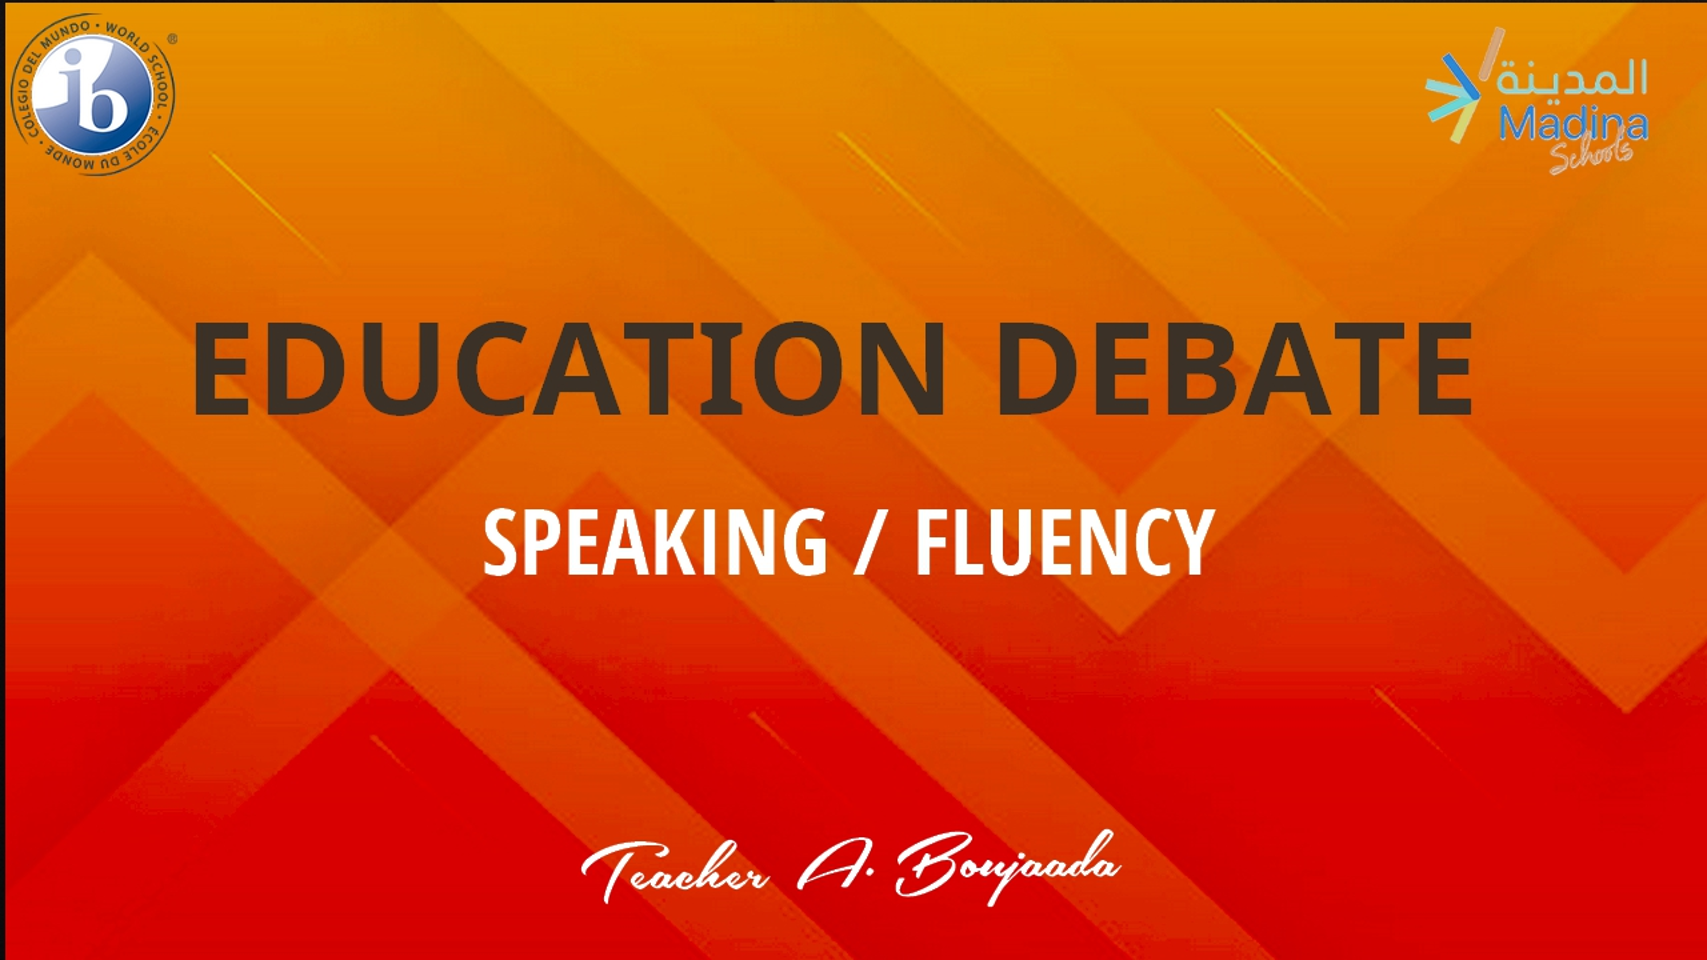 COLEGIO DEL MUNDO · WORLD SCHOOL · ÉCOLE DU MONDE ·
®
ib
المدينة
Madina
Schools
EDUCATION DEBATE
SPEAKING / FLUENCY
Teacher A. Boujaada